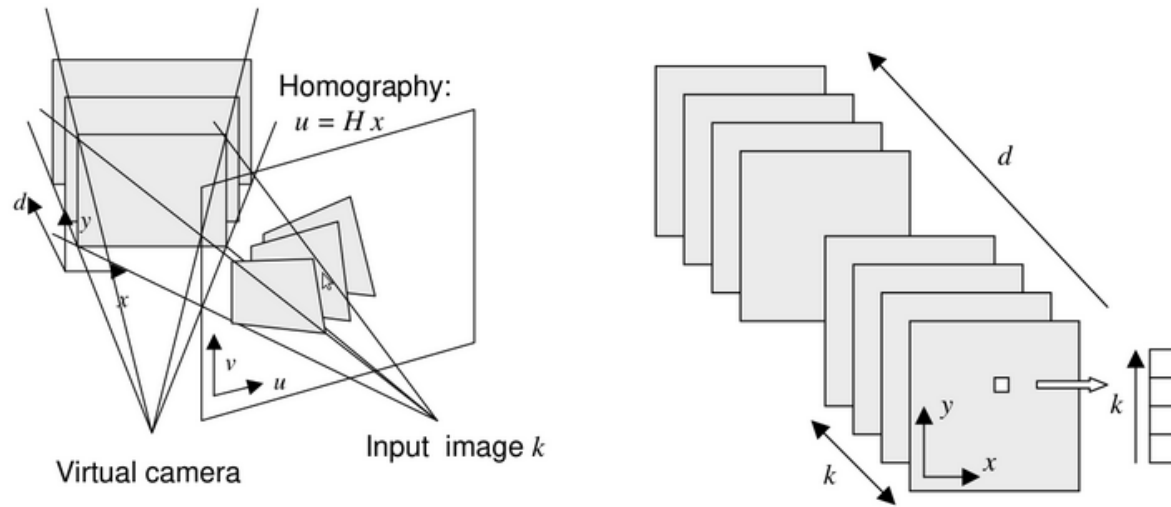 Homography:
u = H x
d
y
x
v
u
Virtual camera
Input image k
d
k
y
x
k